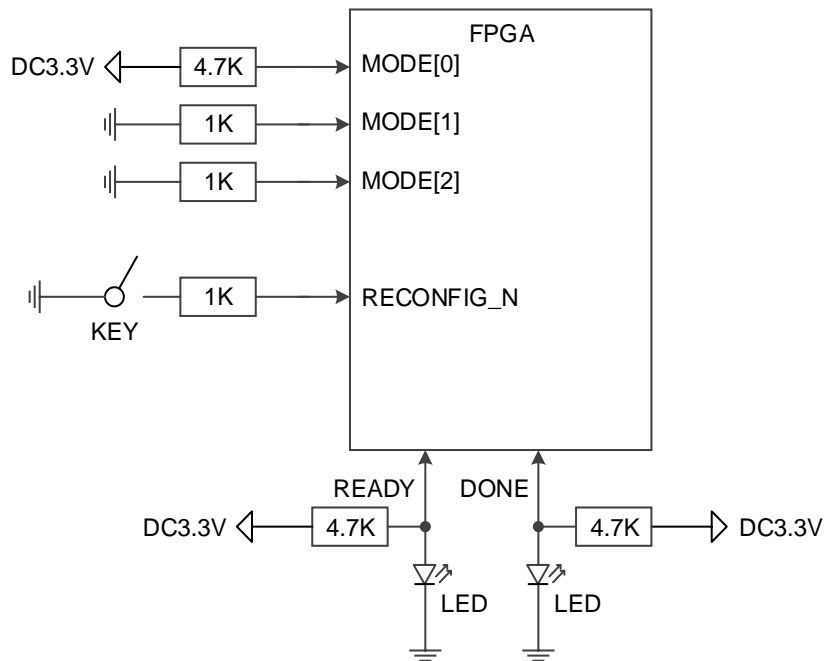 FPGA
DC3.3V
4.7K
MODE[0]
1K
MODE[1]
1K
MODE[2]
1K
RECONFIG_N
KEY
READY
DONE
DC3.3V
4.7K
4.7K
DC3.3V
LED
LED